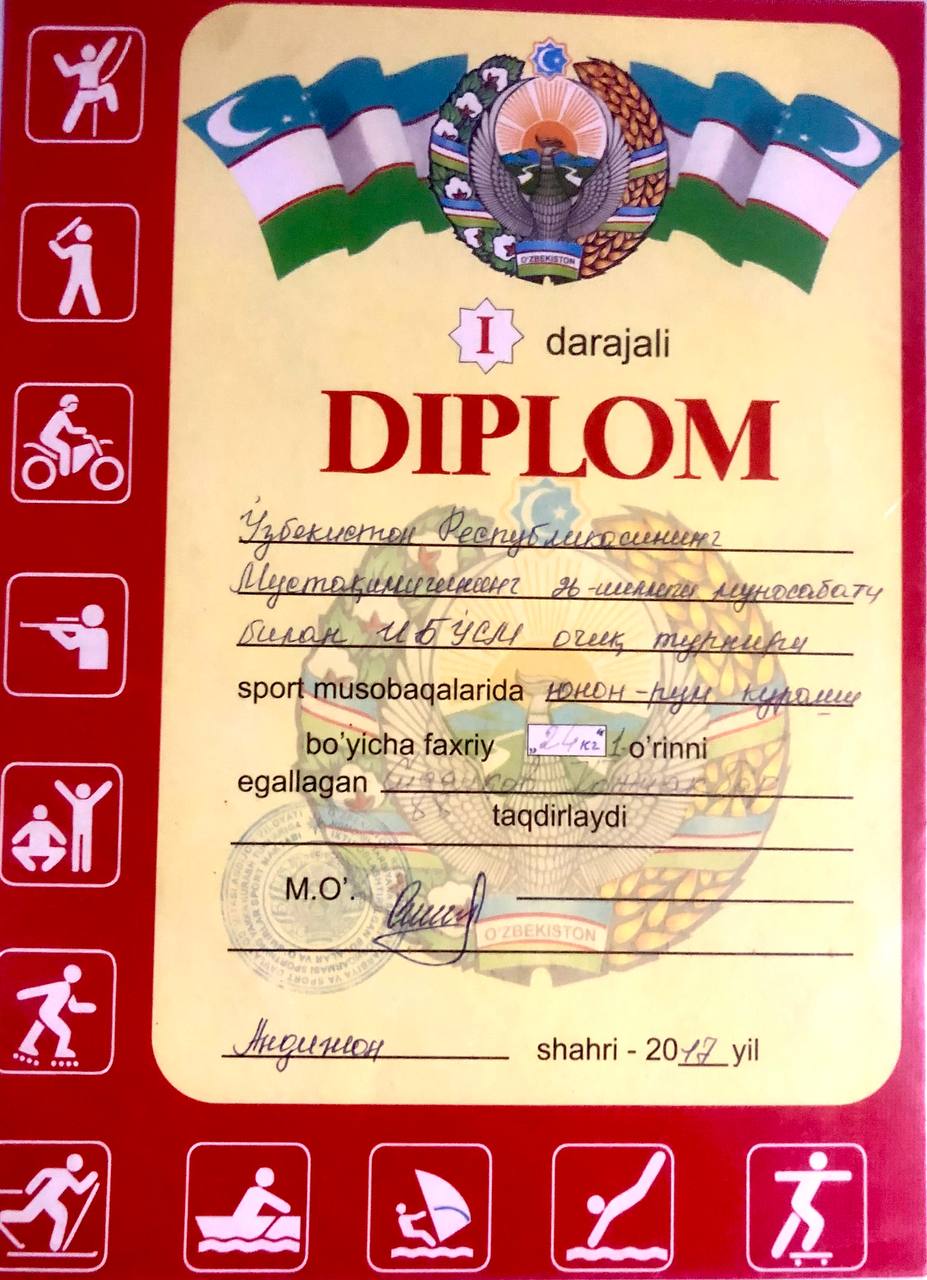 O'ZBEKISTON
I darajali
DIPLOM
Ўзбекистон Республикасининг
Мустақиллигининг 26-йиллиги муносабати
билан ИБЎСМ очиқ турнири
sport musobaqalarida юнон-рум кураши
bo'yicha faxriy „24 кг“ 1-o'rinni
egallagan
taqdirlaydi
M.O'.
O'ZBEKISTON
Андижон shahri - 2017 yil